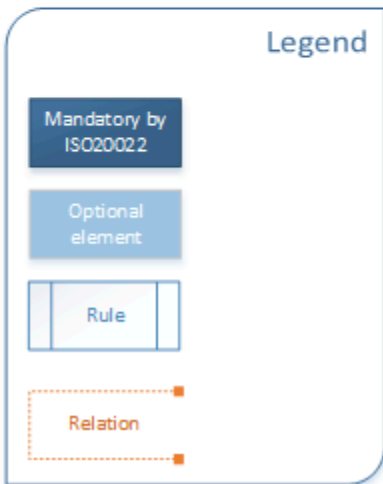 Legend
Mandatory by
ISO20022
Optional
element
Rule
Relation